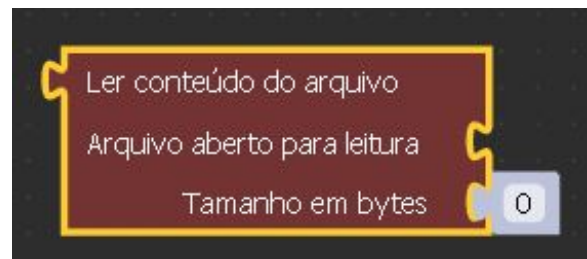 Ler conteúdo do arquivo
Arquivo aberto para leitura
Tamanho em bytes 0